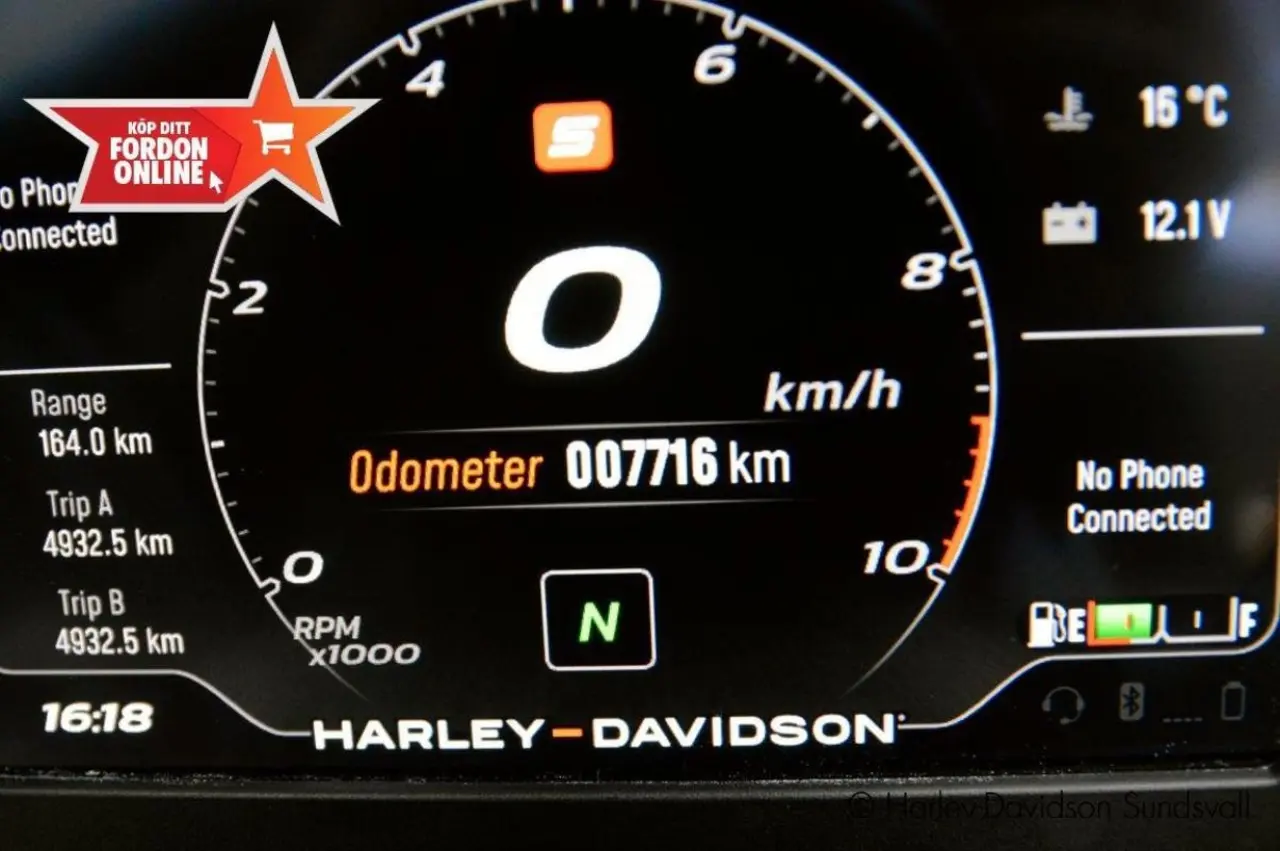 KÖP DITT
FORDON
ONLINE
o Phon
onnected
4
6
S
16 °C
12.1 V
2
8
0
km/h
Range
164.0 km
Odometer 007716 km
Trip A
4932.5 km
No Phone
Connected
0
10
Trip B
4932.5 km
RPM
x1000
N
E F
16:18
HARLEY-DAVIDSON
© Harley-Davidson Sundsvall